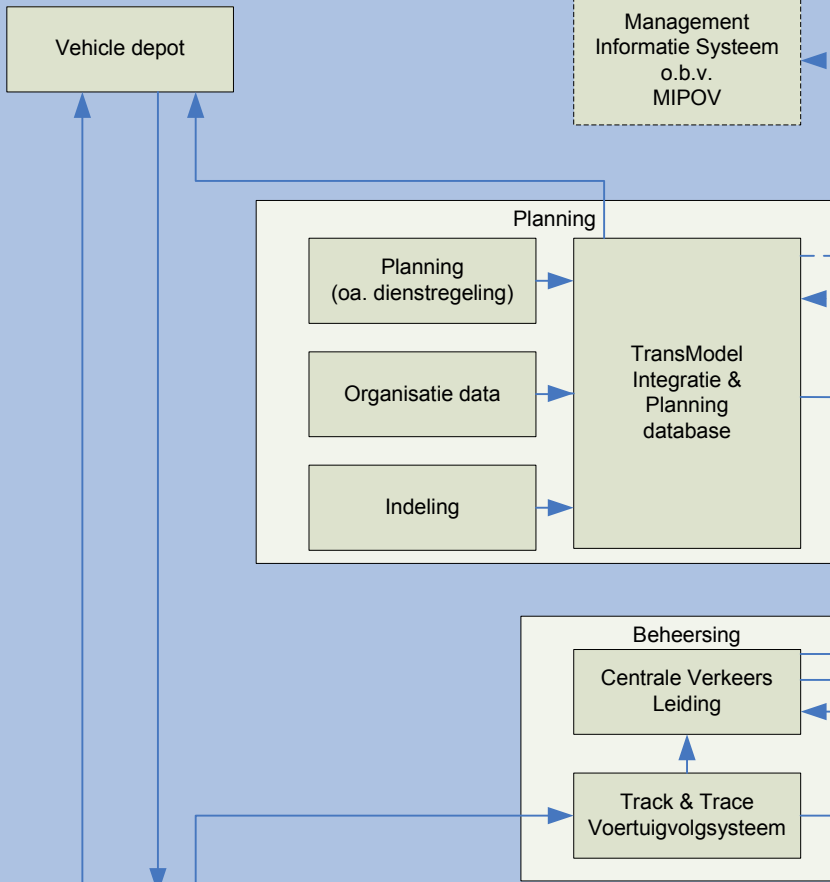 Vehicle depot
Management
Informatie Systeem
o.b.v.
MIPOV
Planning
Planning
(oa. dienstregeling)
Organisatie data
Indeling
TransModel
Integratie &
Planning
database
Beheersing
Centrale Verkeers
Leiding
Track & Trace
Voertuigvolgsysteem